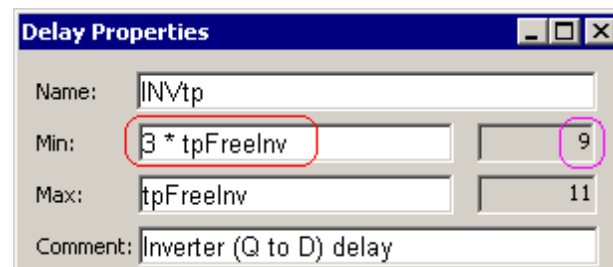 Delay Properties
Name: INVtp
Min: 3 * tpFreeInv 9
Max: tpFreeInv 11
Comment: Inverter (Q to D) delay